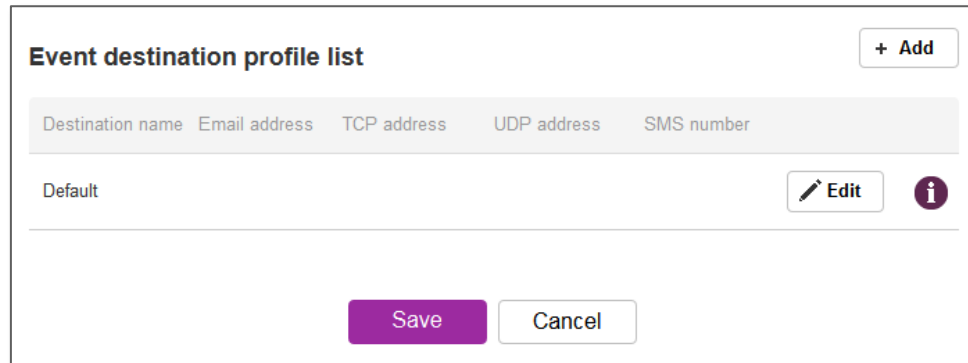 Event destination profile list
+ Add
Destination name Email address TCP address UDP address SMS number
Default Edit i
Save Cancel